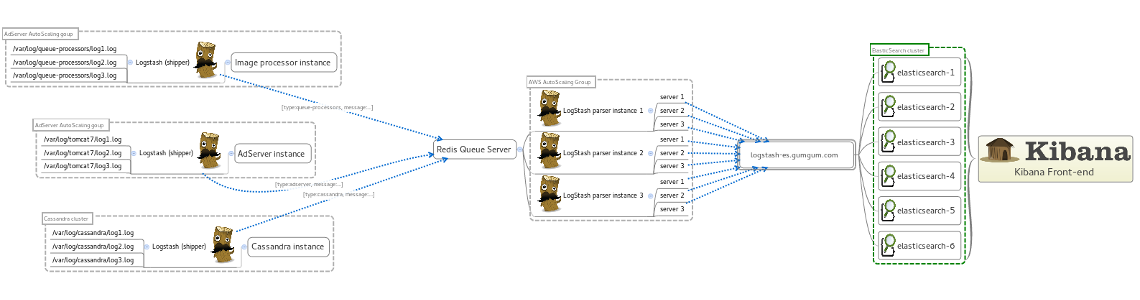 AdServer AutoScaling goup
/var/log/queue-processors/log1.log
/var/log/queue-processors/log2.log
/var/log/queue-processors/log3.log
Logstash (shipper)
Image processor instance
[type:queue-processors, message:...]
AdServer AutoScaling goup
/var/log/tomcat7/log1.log
/var/log/tomcat7/log2.log
/var/log/tomcat7/log3.log
Logstash (shipper)
AdServer instance
[type:adserver, message:...]
[type:cassandra, message:...]
Cassandra cluster
/var/log/cassandra/log1.log
/var/log/cassandra/log2.log
/var/log/cassandra/log3.log
Logstash (shipper)
Cassandra instance
Redis Queue Server
AWS AutoScaling Group
LogStash parser instance 1
server 1
server 2
server 3
LogStash parser instance 2
server 1
server 2
server 3
LogStash parser instance 3
server 1
server 2
server 3
logstash-es.gumgum.com
ElasticSearch cluster
elasticsearch-1
elasticsearch-2
elasticsearch-3
elasticsearch-4
elasticsearch-5
elasticsearch-6
Kibana
Kibana Front-end